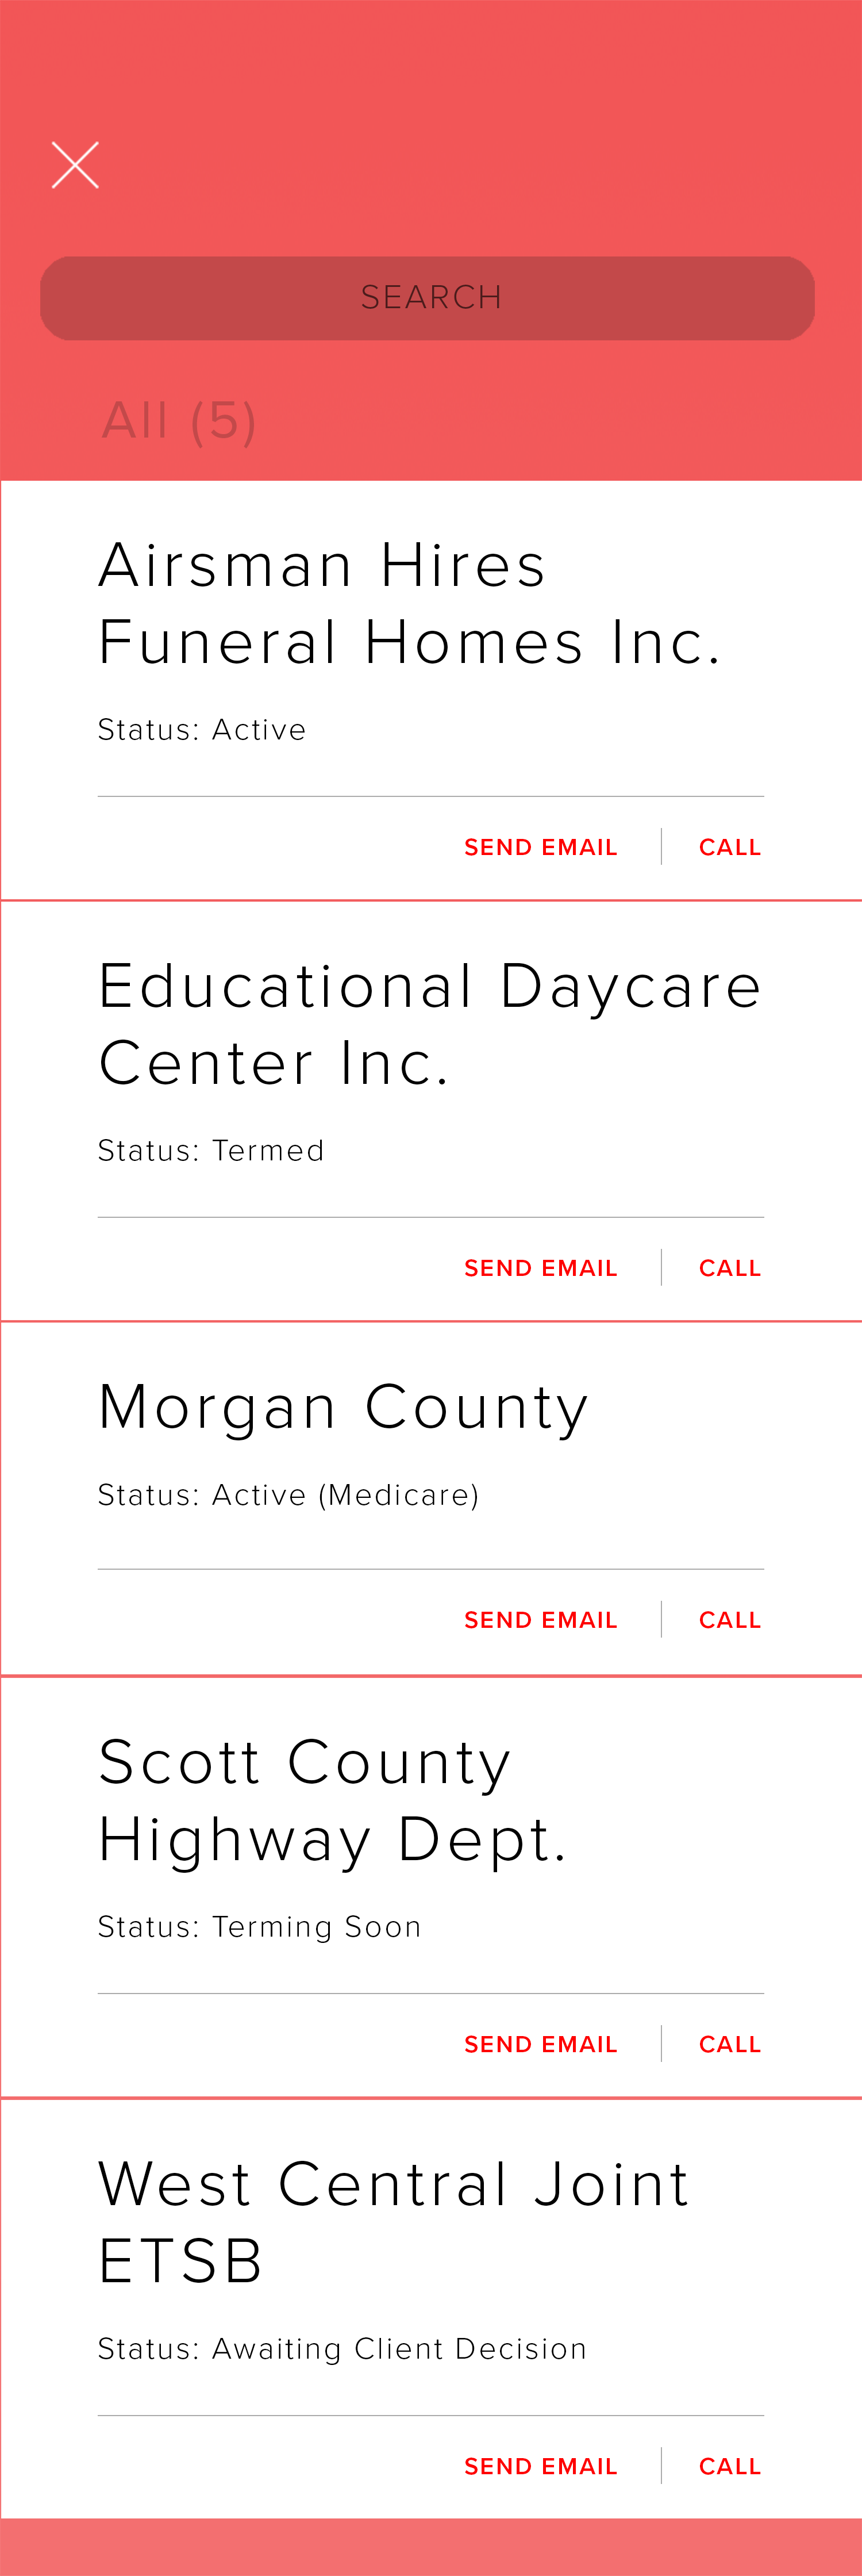 SEARCH
All (5)
Airsman Hires
Funeral Homes Inc.
Status: Active
SEND EMAIL
CALL
Educational Daycare
Center Inc.
Status: Termed
SEND EMAIL
CALL
Morgan County
Status: Active (Medicare)
SEND EMAIL
CALL
Scott County
Highway Dept.
Status: Terming Soon
SEND EMAIL
CALL
West Central Joint
ETSB
Status: Awaiting Client Decision
SEND EMAIL
CALL